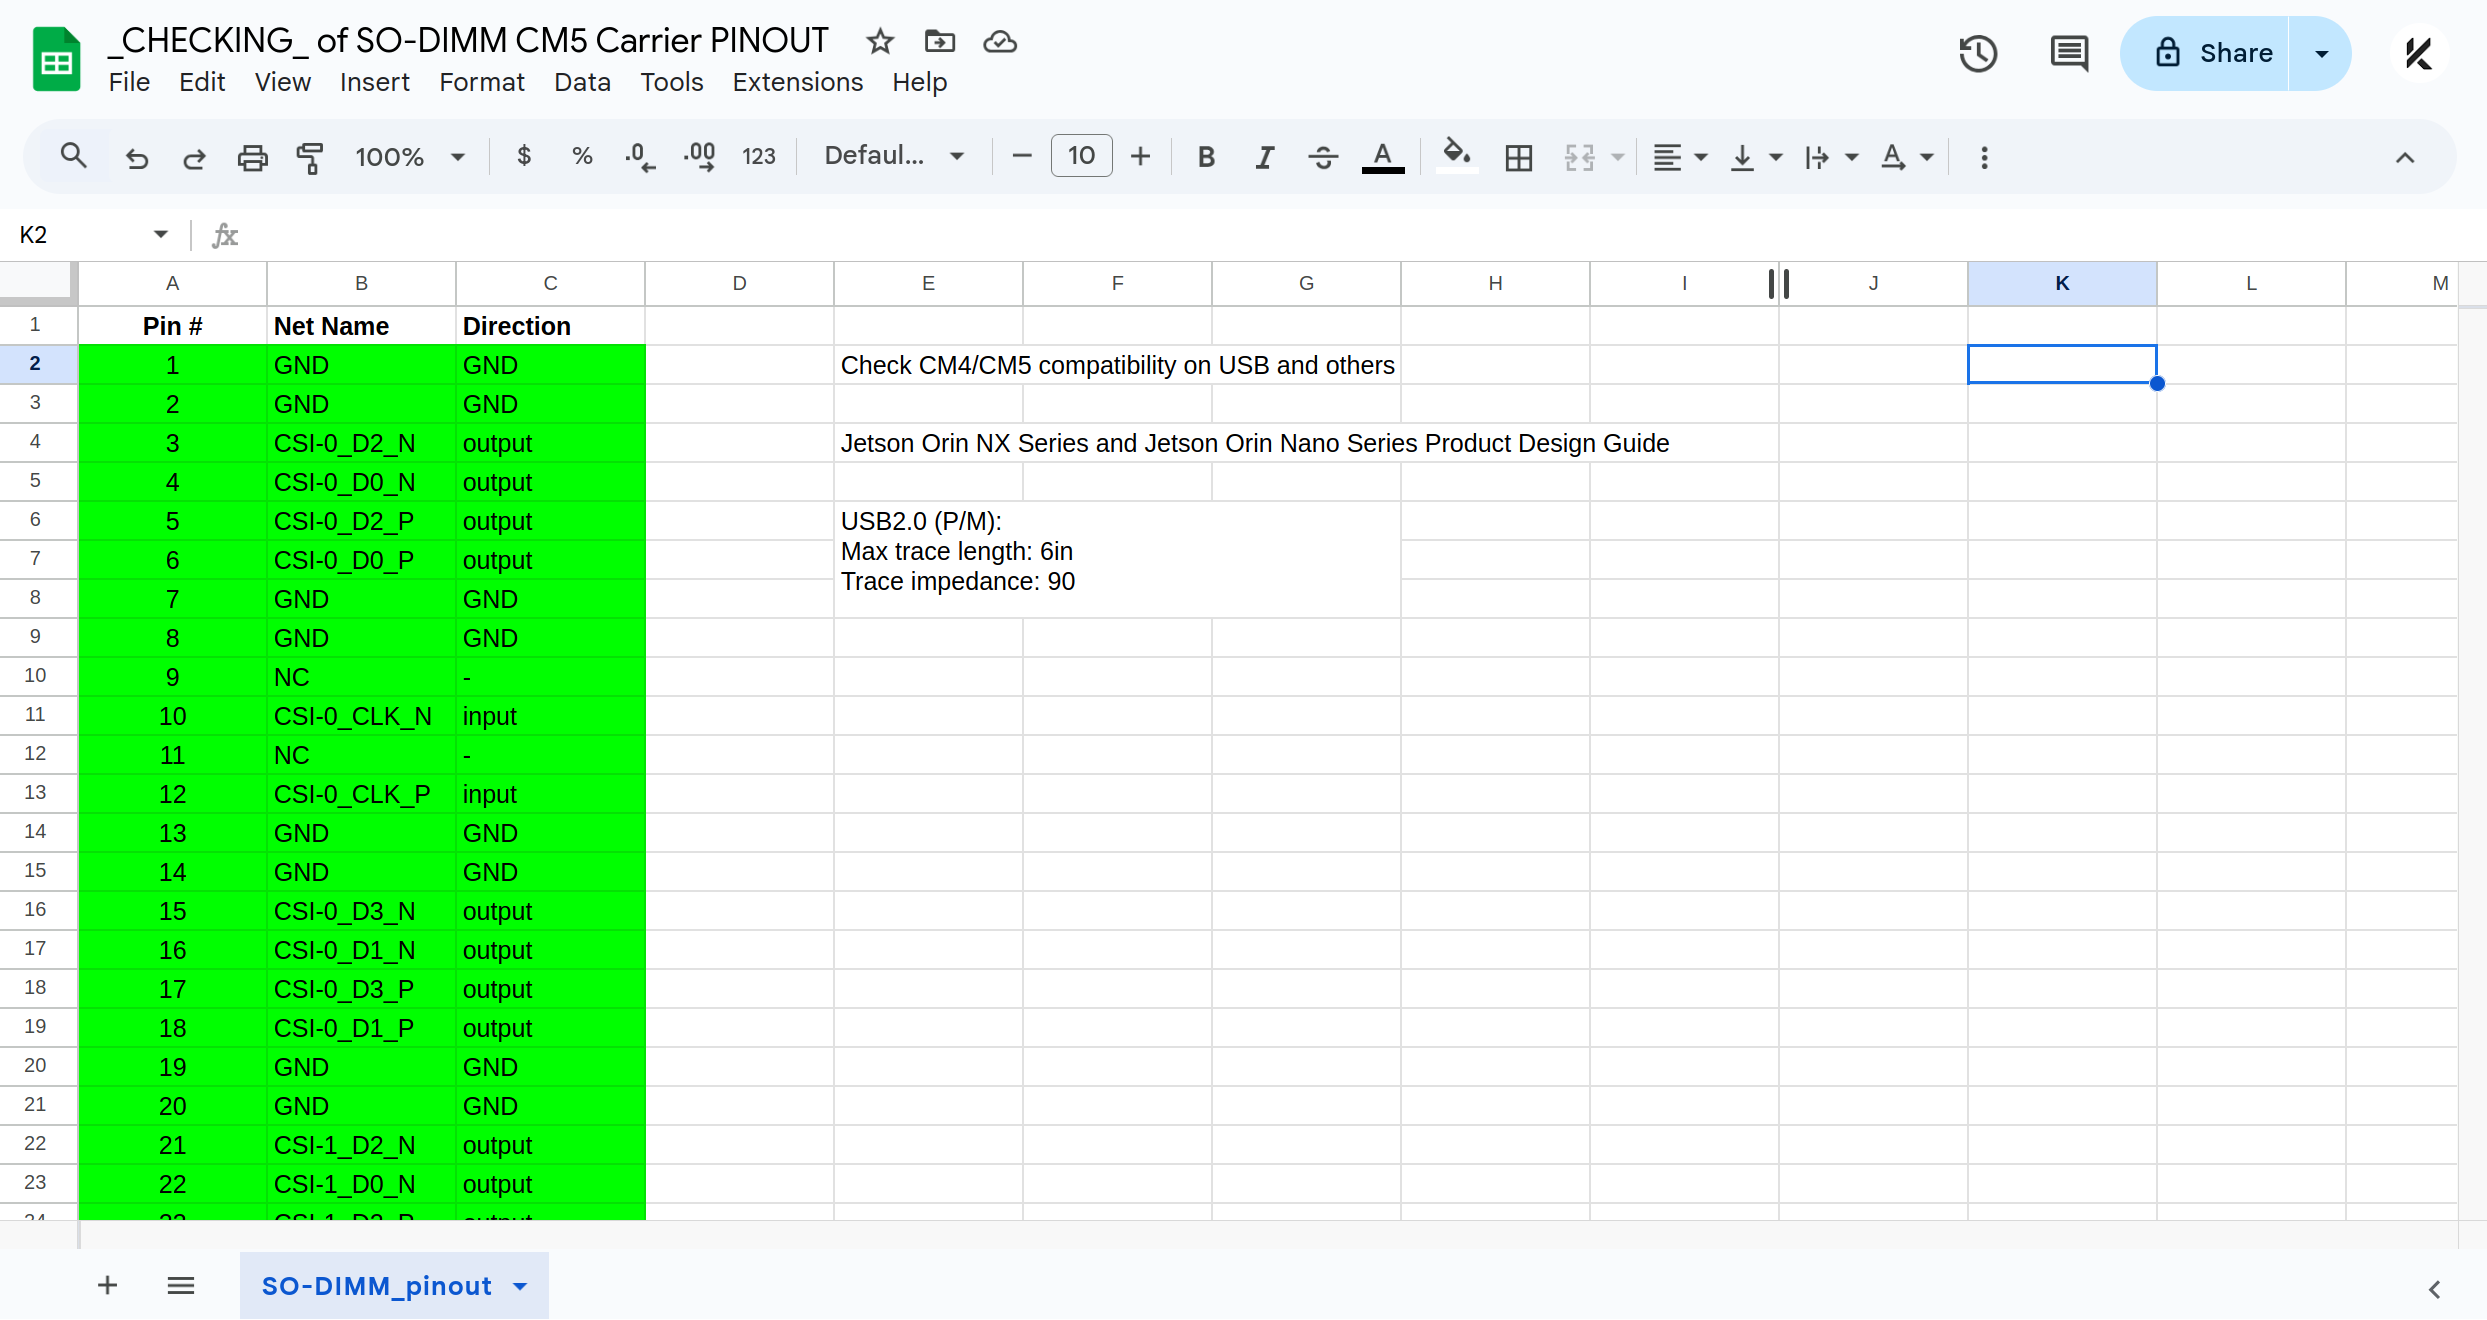 _CHECKING_ of SO-DIMM CM5 Carrier PINOUT
File Edit View Insert Format Data Tools Extensions Help
Share
100% $ % .0 .00 123 Defaul... 10 B I A A
K2 fx
A B C D E F G H I J K L M
1 Pin # Net Name Direction
2 1 GND GND Check CM4/CM5 compatibility on USB and others
3 2 GND GND
4 3 CSI-0_D2_N output Jetson Orin NX Series and Jetson Orin Nano Series Product Design Guide
5 4 CSI-0_D0_N output
6 5 CSI-0_D2_P output USB2.0 (P/M):
7 6 CSI-0_D0_P output Max trace length: 6in
8 7 GND GND Trace impedance: 90
9 8 GND GND
10 9 NC -
11 10 CSI-0_CLK_N input
12 11 NC -
13 12 CSI-0_CLK_P input
14 13 GND GND
15 14 GND GND
16 15 CSI-0_D3_N output
17 16 CSI-0_D1_N output
18 17 CSI-0_D3_P output
19 18 CSI-0_D1_P output
20 19 GND GND
21 20 GND GND
22 21 CSI-1_D2_N output
23 22 CSI-1_D0_N output
24 23 CSI-1_D2_P output
SO-DIMM_pinout